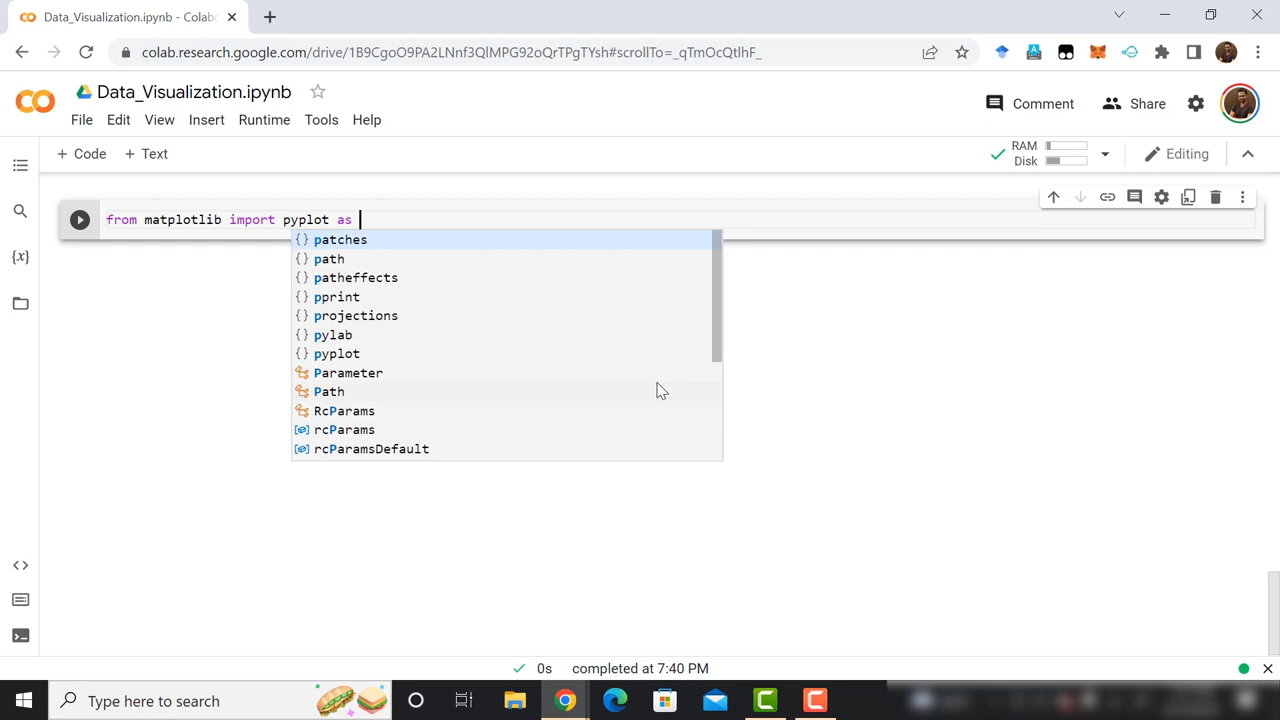 Data_Visualization.ipynb - Colab
colab.research.google.com/drive/1B9CgoO9PA2LNnf3QlMPG92oQrTPgTYsh#scrollTo=_qTmOcQtlhF_
Data_Visualization.ipynb
Comment
Share
File Edit View Insert Runtime Tools Help
+ Code + Text
RAM
Disk
Editing
from matplotlib import pyplot as
{} patches
{} path
{} patheffects
{} pprint
{} projections
{} pylab
{} pyplot
Parameter
Path
RcParams
rcParams
rcParamsDefault
{x}
0s completed at 7:40 PM
Type here to search